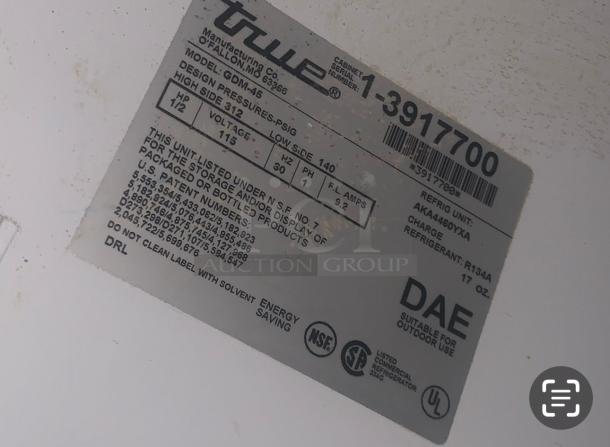 true®
Manufacturing Co.
O'FALLON, MO 63366
CABINET
SERIAL
NUMBER:
1-3917700
*3917700*
MODEL: GDM-45
DESIGN PRESSURES-PSIG
HIGH SIDE 312 LOW SIDE 140
HP VOLTAGE HZ PH F.L. AMPS
1/2 115
THIS UNIT LISTED UNDER N.S.F. NO. 7
FOR THE STORAGE AND/OR DISPLAY OF
PACKAGED OR BOTTLED PRODUCTS
U.S. PATENT NUMBERS:
DO NOT CLEAN LABEL WITH SOLVENT
DRL
ENERGY
SAVING
REFRIG UNIT:
AKA4460YXA
CHARGE
REFRIGERANT: R134A
17 OZ.
DAE
SUITABLE FOR
OUTDOOR USE
NSF
SA
LISTED
COMMERCIAL
REFRIGERATOR
UL
AUCTION GROUP